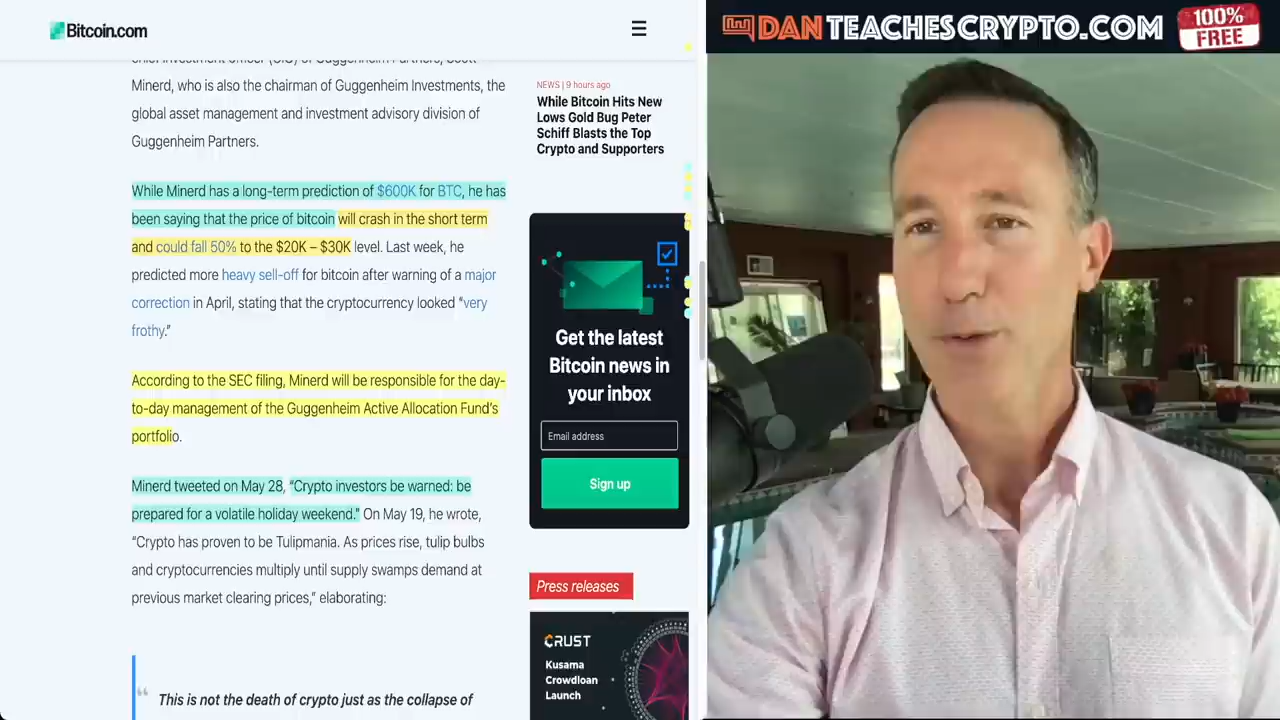 Bitcoin.com
DANTEACHESCRYPTO.COM
100%
FREE
chief investment officer (CIO) of Guggenheim Partners, Scott
Minerd, who is also the chairman of Guggenheim Investments, the
global asset management and investment advisory division of
Guggenheim Partners.
While Minerd has a long-term prediction of $600K for BTC, he has
been saying that the price of bitcoin will crash in the short term
and could fall 50% to the $20K – $30K level. Last week, he
predicted more heavy sell-off for bitcoin after warning of a major
correction in April, stating that the cryptocurrency looked “very
frothy.”
According to the SEC filing, Minerd will be responsible for the day-
to-day management of the Guggenheim Active Allocation Fund’s
portfolio.
Minerd tweeted on May 28, “Crypto investors be warned: be
prepared for a volatile holiday weekend.” On May 19, he wrote,
“Crypto has proven to be Tulipmania. As prices rise, tulip bulbs
and cryptocurrencies multiply until supply swamps demand at
previous market clearing prices,” elaborating:
This is not the death of crypto just as the collapse of
NEWS | 9 hours ago
While Bitcoin Hits New
Lows Gold Bug Peter
Schiff Blasts the Top
Crypto and Supporters
Get the latest
Bitcoin news in
your inbox
Email address
Sign up
Press releases
CRUST
Kusama
Crowdloan
Launch